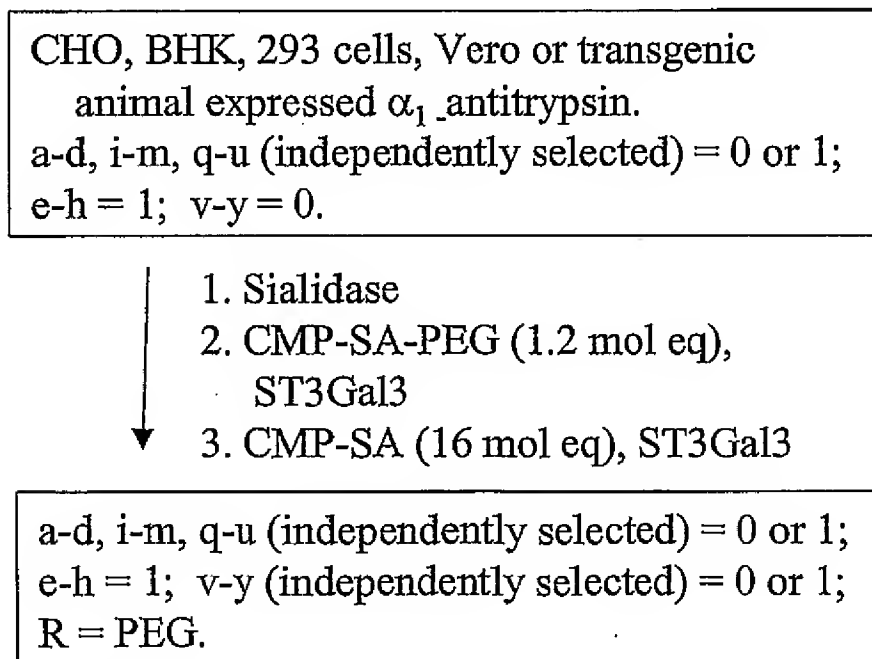 CHO, BHK, 293 cells, Vero or transgenic
animal expressed α₁ -antitrypsin.
a-d, i-m, q-u (independently selected) = 0 or 1;
e-h = 1; v-y = 0.
1. Sialidase
2. CMP-SA-PEG (1.2 mol eq),
ST3Gal3
3. CMP-SA (16 mol eq), ST3Gal3
a-d, i-m, q-u (independently selected) = 0 or 1;
e-h = 1; v-y (independently selected) = 0 or 1;
R = PEG.